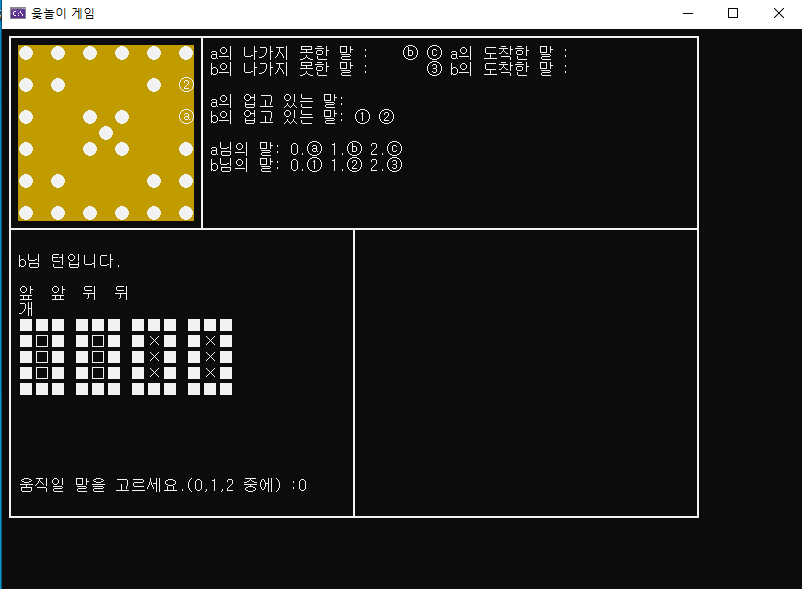 윷놀이 게임
②
ⓐ
a의 나가지 못한 말 : ⓑ ⓒ a의 도착한 말 :
b의 나가지 못한 말 : ③ b의 도착한 말 :
a의 업고 있는 말:
b의 업고 있는 말: ① ②
a님의 말: 0.ⓐ 1.ⓑ 2.ⓒ
b님의 말: 0.① 1.② 2.③
b님 턴입니다.
앞 앞 뒤 뒤
개
움직일 말을 고르세요.(0,1,2 중에) :0